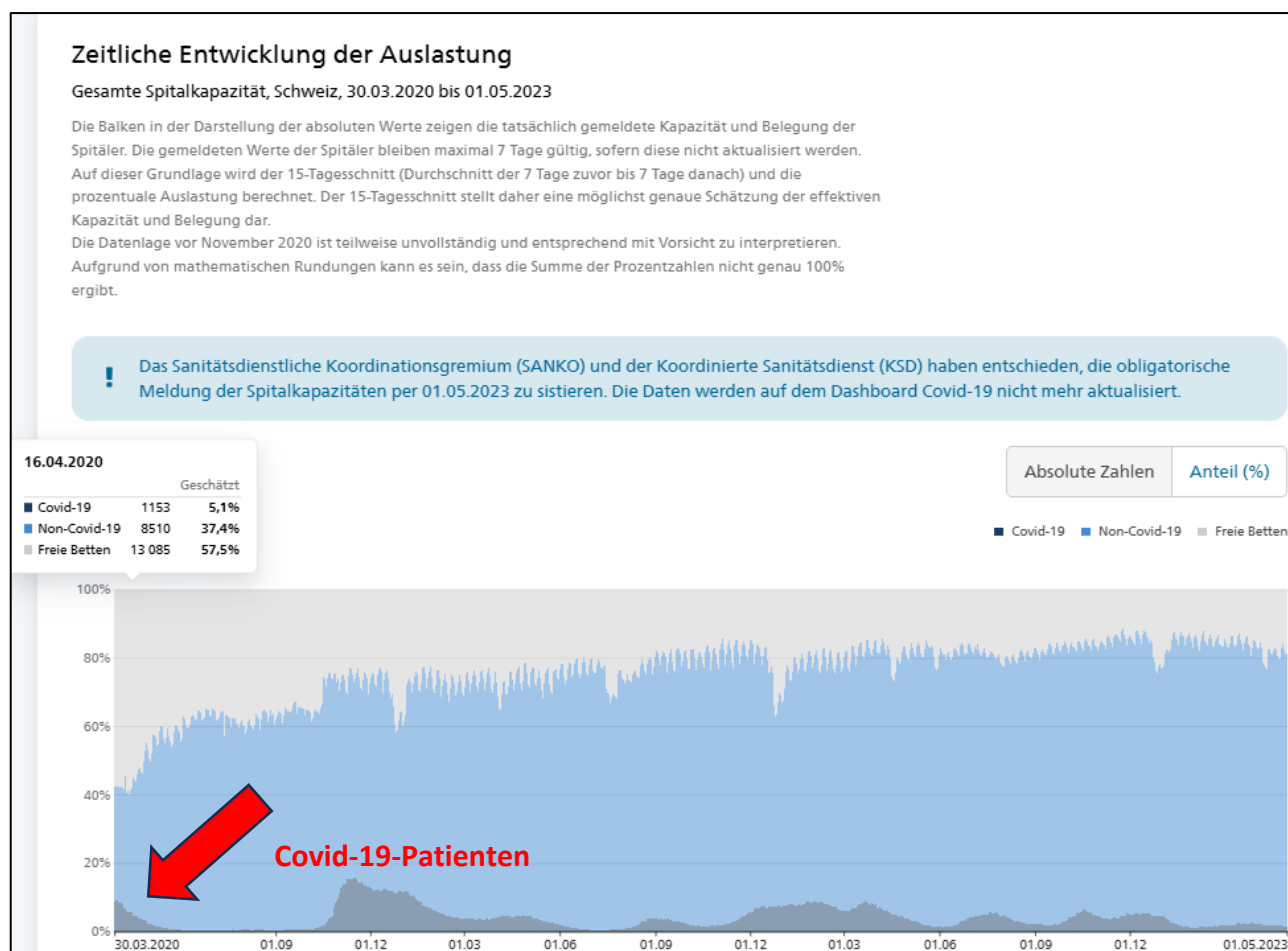 Zeitliche Entwicklung der Auslastung
Gesamte Spitalkapazität, Schweiz, 30.03.2020 bis 01.05.2023
Die Balken in der Darstellung der absoluten Werte zeigen die tatsächlich gemeldete Kapazität und Belegung der
Spitäler. Die gemeldeten Werte der Spitäler bleiben maximal 7 Tage gültig, sofern diese nicht aktualisiert werden.
Auf dieser Grundlage wird der 15-Tagesschnitt (Durchschnitt der 7 Tage zuvor bis 7 Tage danach) und die
prozentuale Auslastung berechnet. Der 15-Tagesschnitt stellt daher eine möglichst genaue Schätzung der effektiven
Kapazität und Belegung dar.
Die Datenlage vor November 2020 ist teilweise unvollständig und entsprechend mit Vorsicht zu interpretieren.
Aufgrund von mathematischen Rundungen kann es sein, dass die Summe der Prozentzahlen nicht genau 100%
ergibt.
! Das Sanitätsdienstliche Koordinationsgremium (SANKO) und der Koordinierte Sanitätsdienst (KSD) haben entschieden, die obligatorische
Meldung der Spitalkapazitäten per 01.05.2023 zu sistieren. Die Daten werden auf dem Dashboard Covid-19 nicht mehr aktualisiert.
16.04.2020
Geschätzt
Covid-19 1153 5,1%
Non-Covid-19 8510 37,4%
Freie Betten 13 085 57,5%
Absolute Zahlen Anteil (%)
Covid-19 Non-Covid-19 Freie Betten
100%
80%
60%
40%
20%
0%
Covid-19-Patienten
30.03.2020 01.09 01.12 01.03 01.06 01.09 01.12 01.03 01.06 01.09 01.12 01.05.2023